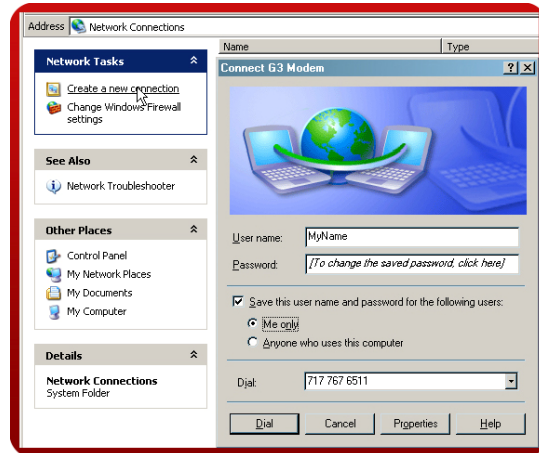 Address Network Connections
Network Tasks
Create a new connection
Change Windows Firewall
settings
See Also
Network Troubleshooter
Other Places
Control Panel
My Network Places
My Documents
My Computer
Details
Network Connections
System Folder
Name Type
Connect G3 Modem
User name: MyName
Password: [To change the saved password, click here]
Save this user name and password for the following users:
Me only
Anyone who uses this computer
Dial: 717 767 6511
Dial Cancel Properties Help